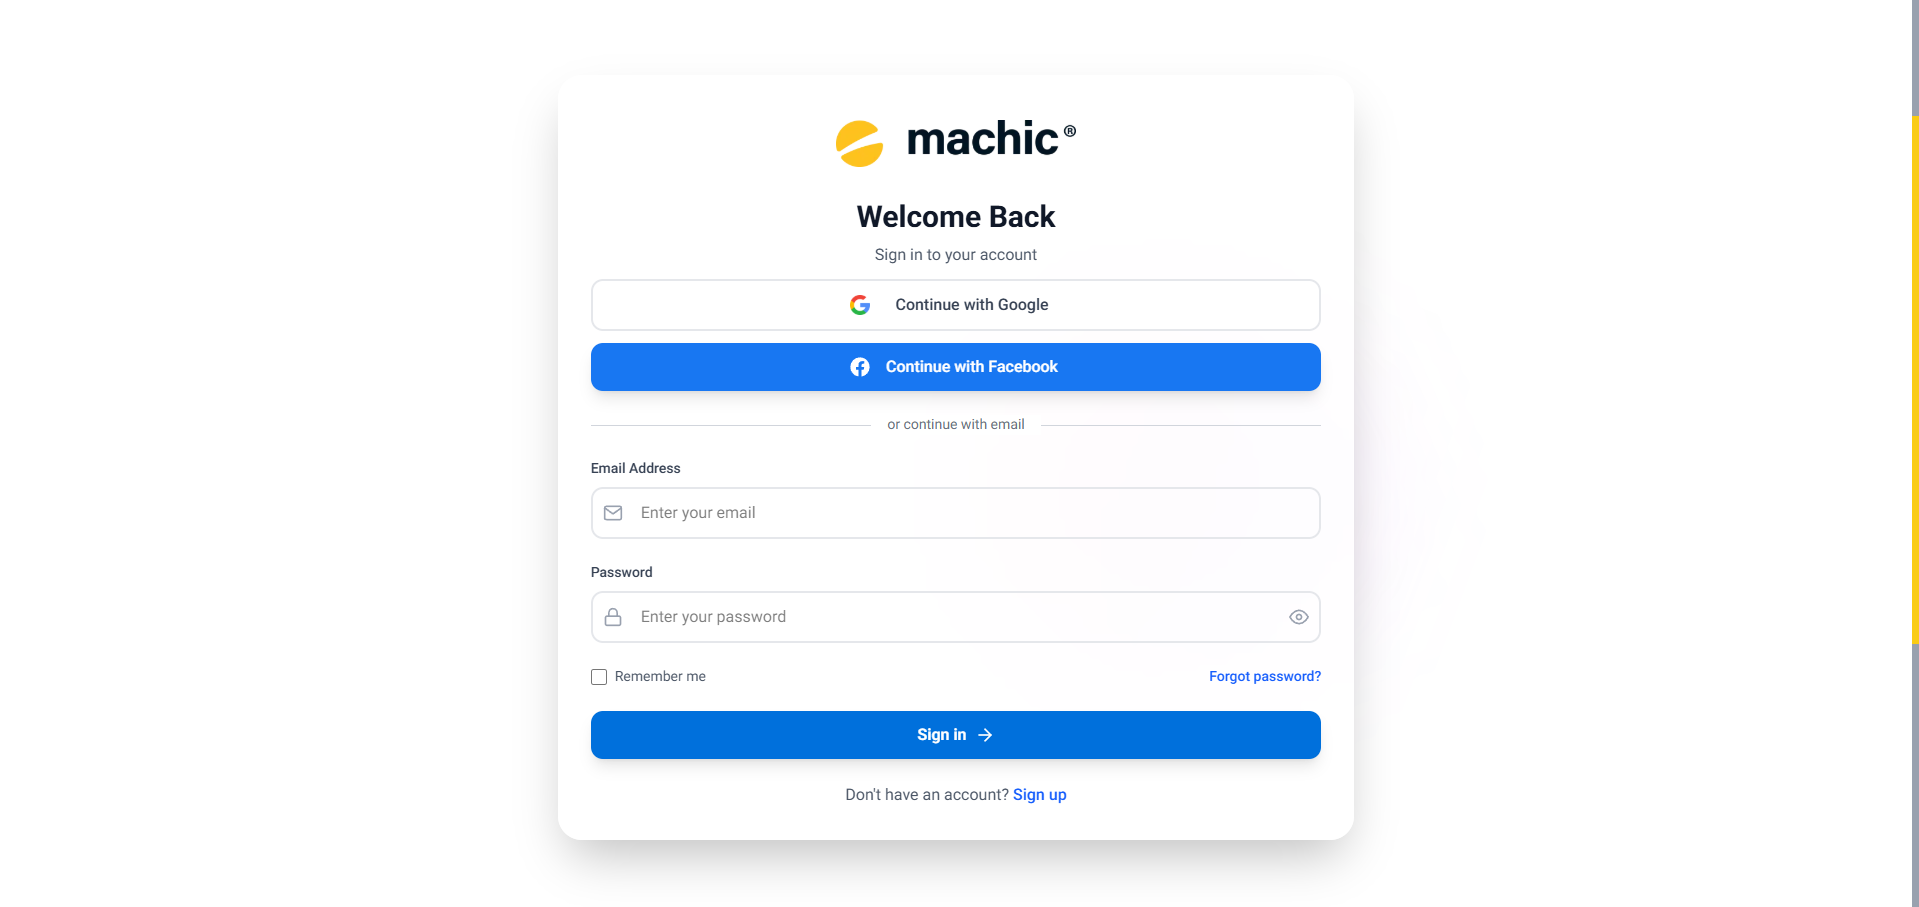 machic®
Welcome Back
Sign in to your account
Continue with Google
Continue with Facebook
or continue with email
Email Address
Enter your email
Password
Enter your password
Remember me
Forgot password?
Sign in
Don't have an account? Sign up